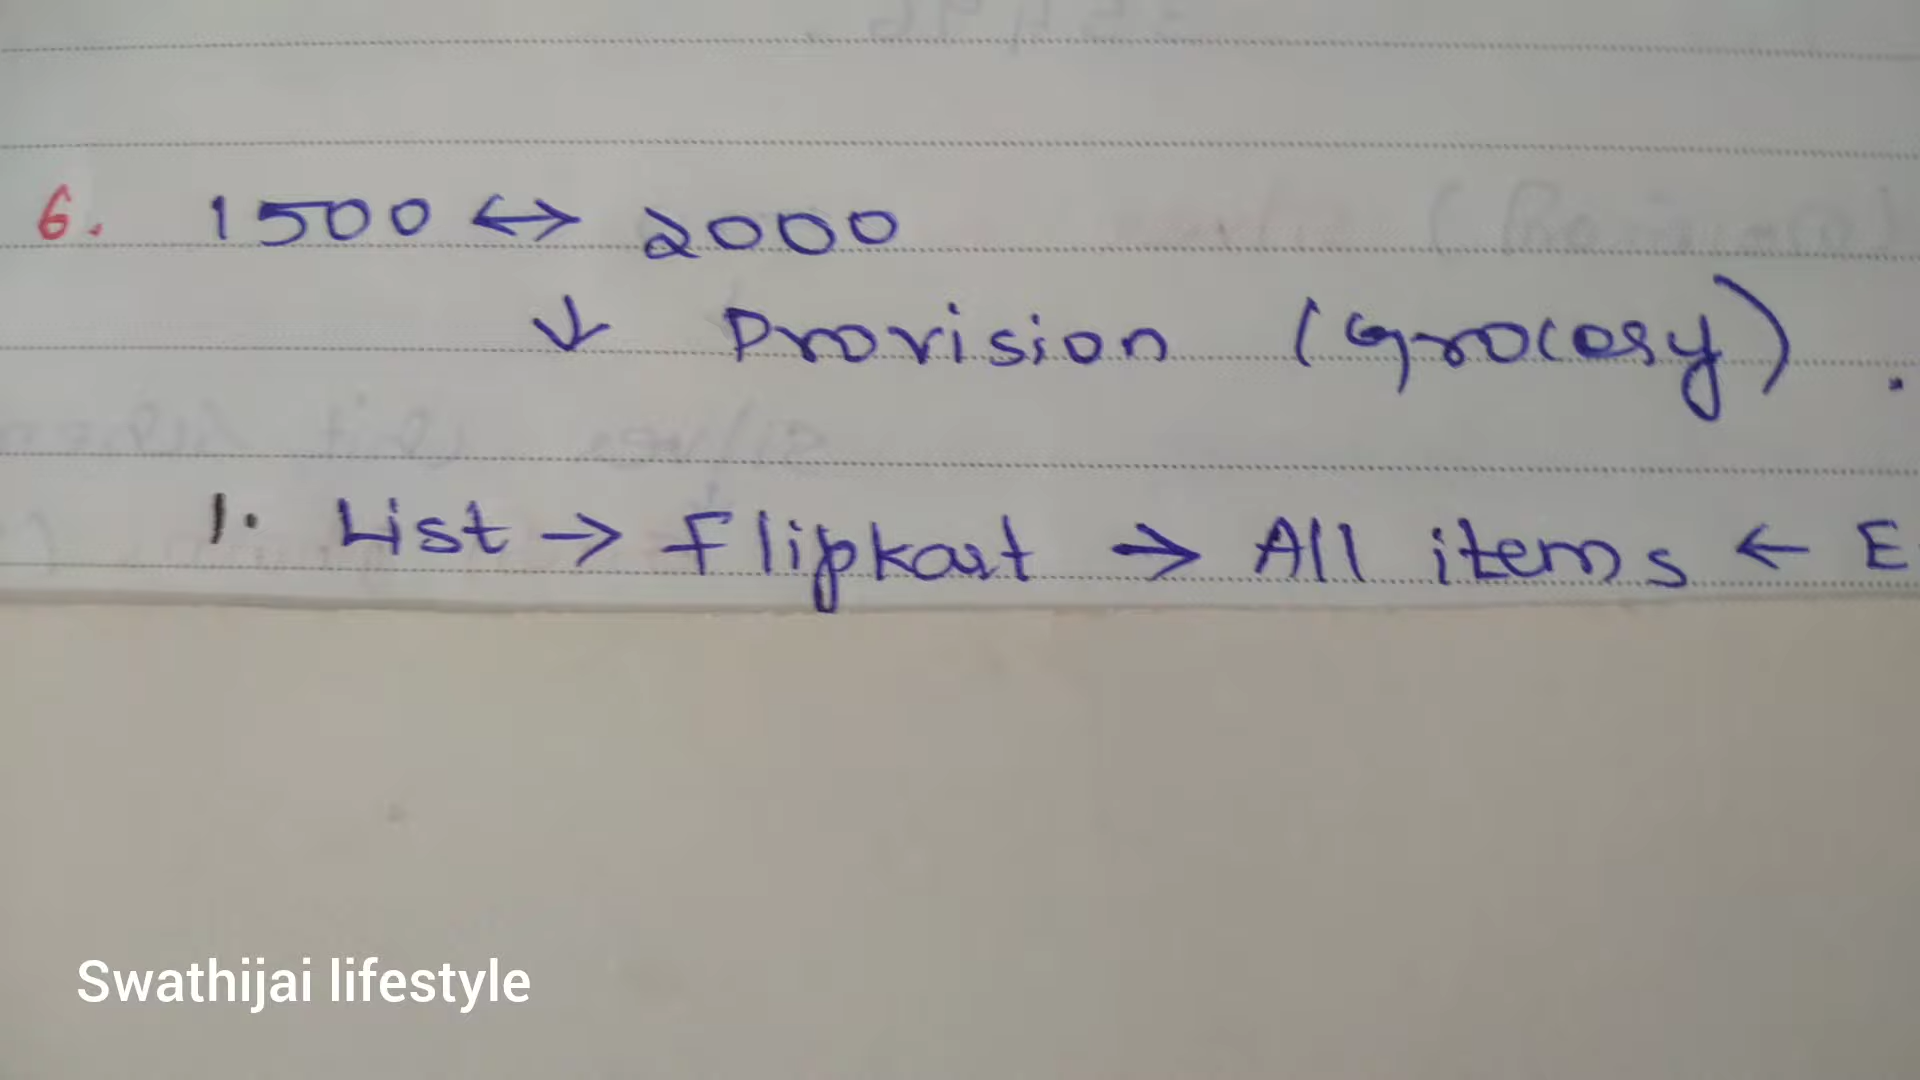 6. 1500 ↔ 2000
↓ Provision (Grocery).
1. List → Flipkart → All items ← E
Swathijai lifestyle